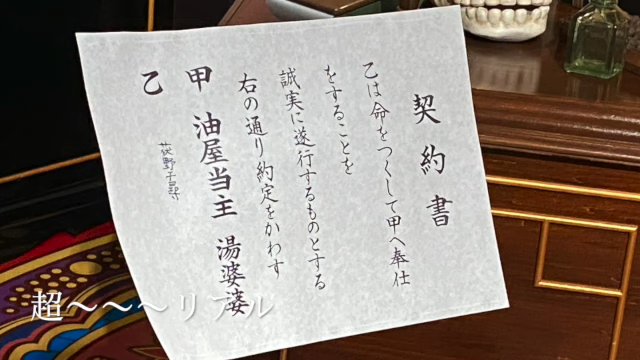 契約書
乙は命をつくして甲へ奉仕
をすることを
誠実に遂行するものとする
右の通り約定をかわす
甲 油屋当主 湯婆婆
乙
荻野千尋
超〜〜〜リアル